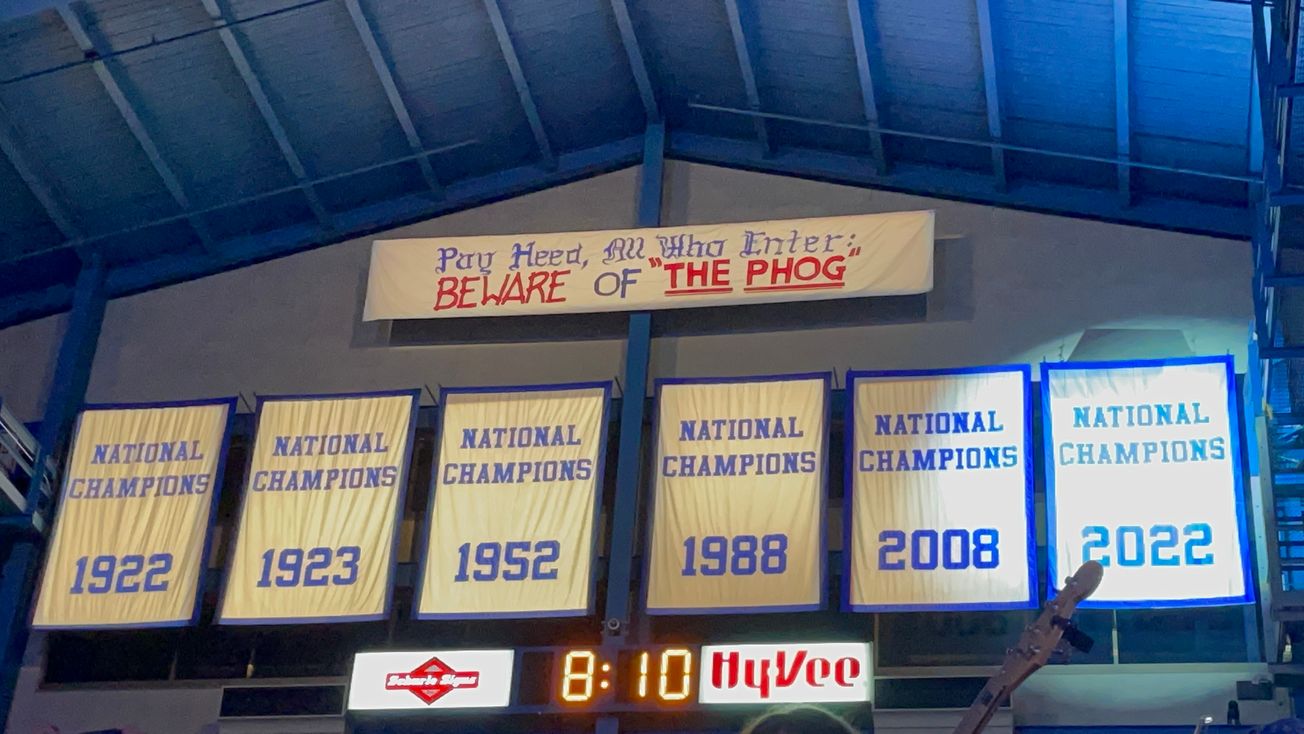 Pay Heed, All Who Enter:
BEWARE OF "THE PHOG"
NATIONAL
CHAMPIONS
1922
NATIONAL
CHAMPIONS
1923
NATIONAL
CHAMPIONS
1952
NATIONAL
CHAMPIONS
1988
NATIONAL
CHAMPIONS
2008
NATIONAL
CHAMPIONS
2022
Schurle Signs
8:10
HyVee